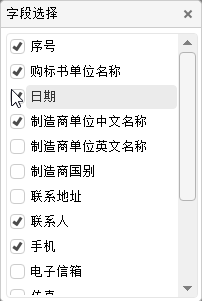 字段选择
序号
购标书单位名称
日期
制造商单位中文名称
制造商单位英文名称
制造商国别
联系地址
联系人
手机
电子信箱